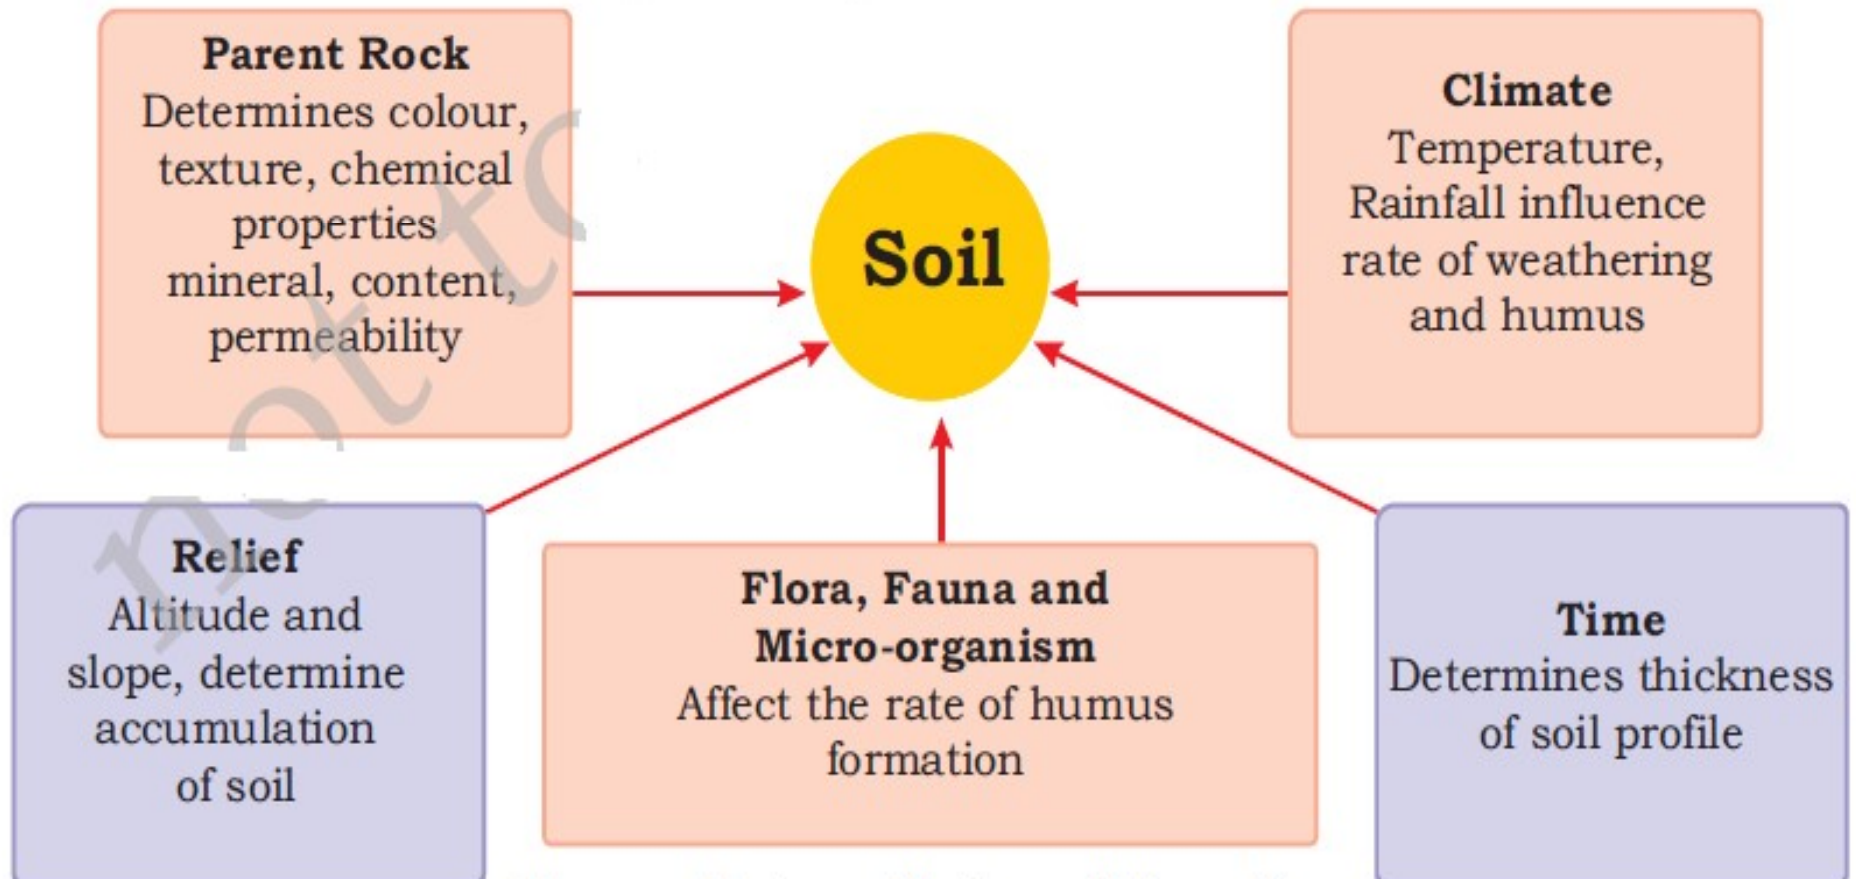 Parent Rock
Determines colour,
texture, chemical
properties
mineral, content,
permeability
Soil
Climate
Temperature,
Rainfall influence
rate of weathering
and humus
Relief
Altitude and
slope, determine
accumulation
of soil
Flora, Fauna and
Micro-organism
Affect the rate of humus
formation
Time
Determines thickness
of soil profile
not to